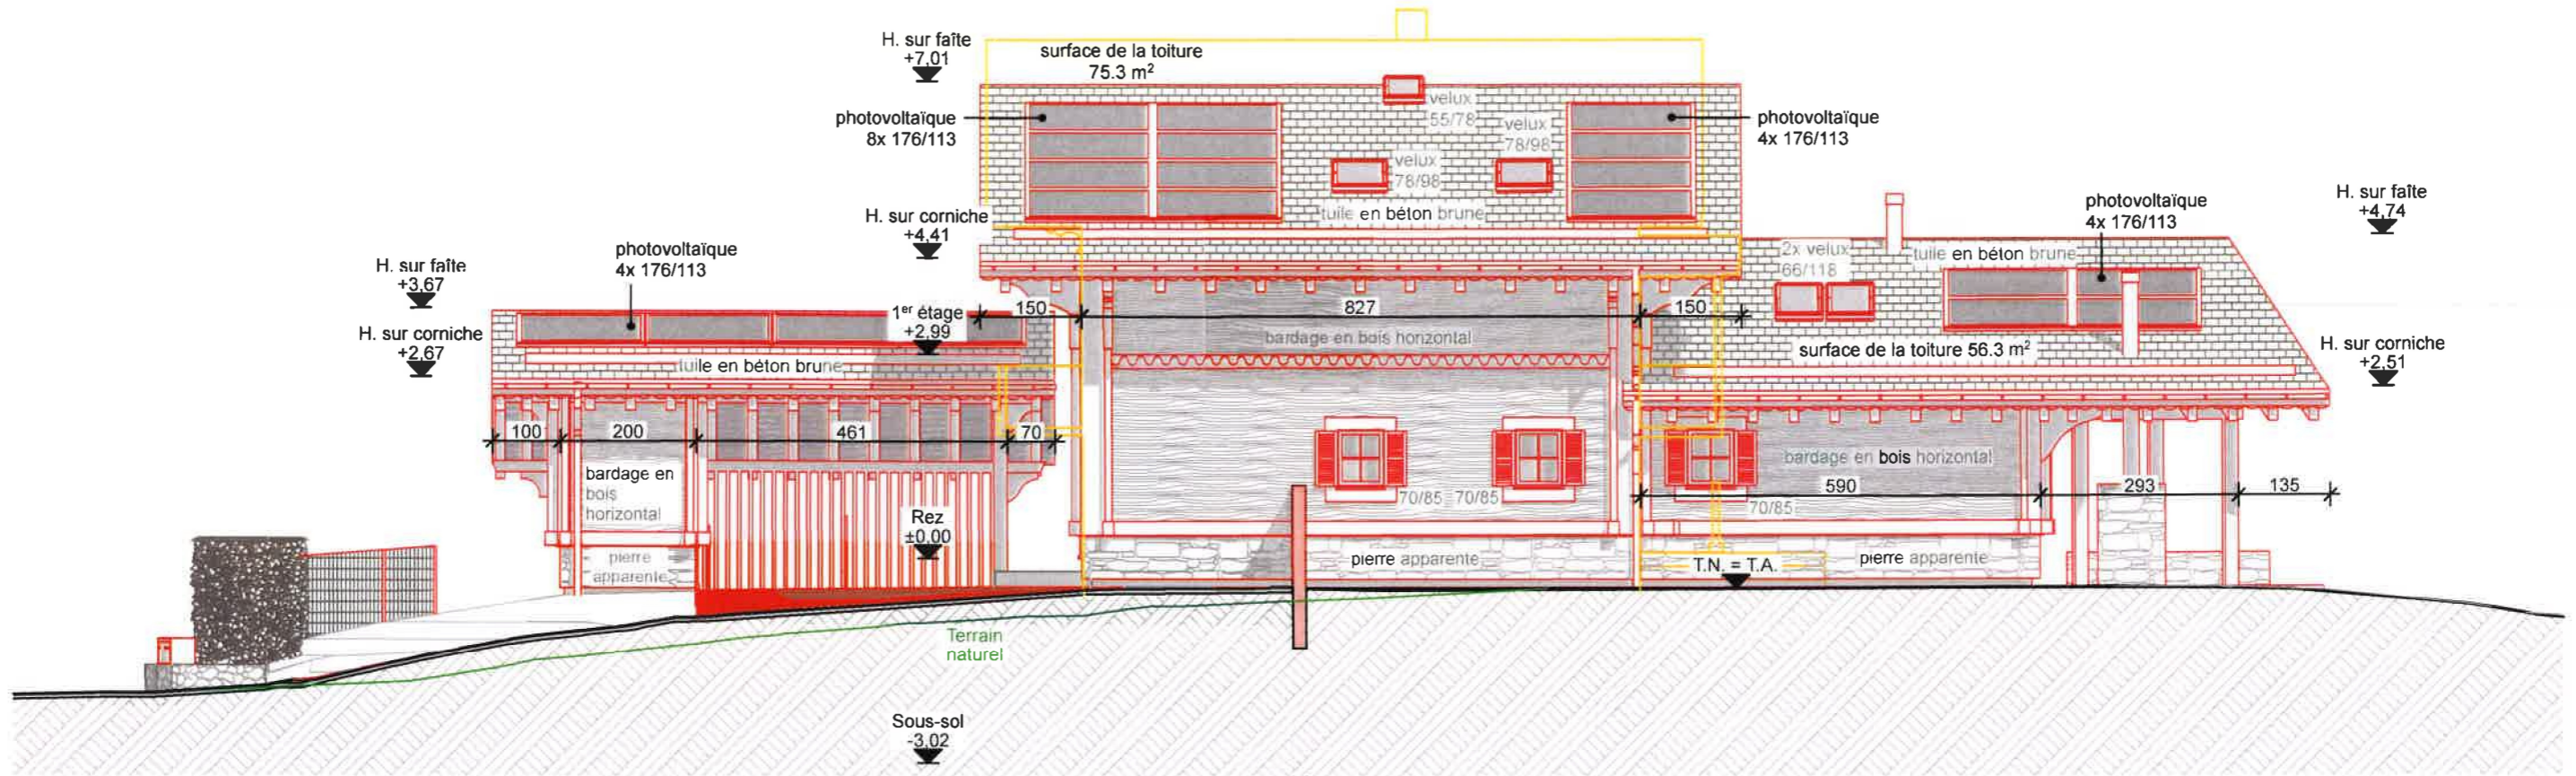 H. sur faîte
+7,01
surface de la toiture
75.3 m²
photovoltaïque
8x 176/113
velux
55/78
velux
78/98
velux
78/98
photovoltaïque
4x 176/113
tuile en béton brune
H. sur corniche
+4,41
H. sur faîte
+4,74
photovoltaïque
4x 176/113
2x velux
66/118
tuile en béton brune
photovoltaïque
4x 176/113
H. sur faîte
+3,67
H. sur corniche
+2,67
1er étage
+2,99
150
827
150
bardage en bois horizontal
surface de la toiture 56.3 m²
H. sur corniche
+2,51
tuile en béton brune
100
200
461
70
bardage en
bois
horizontal
bardage en bois horizontal
70/85
70/85
70/85
590
293
135
Rez
±0,00
pierre
apparente
pierre apparente
pierre apparente
T.N. = T.A.
Terrain
naturel
Sous-sol
-3,02